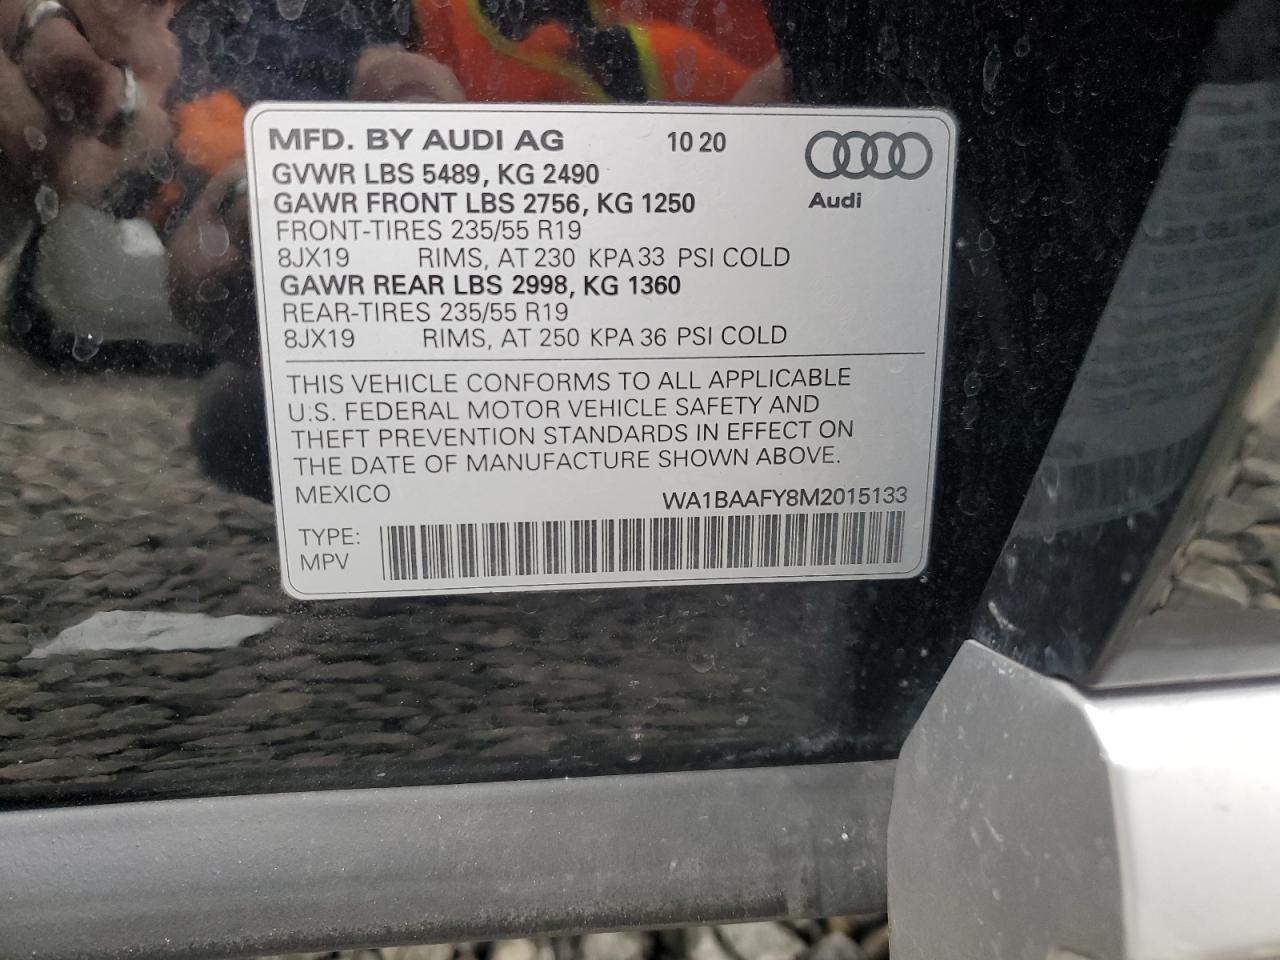 MFD. BY AUDI AG 10 20
GVWR LBS 5489, KG 2490
GAWR FRONT LBS 2756, KG 1250
Audi
FRONT-TIRES 235/55 R19
8JX19 RIMS, AT 230 KPA 33 PSI COLD
GAWR REAR LBS 2998, KG 1360
REAR-TIRES 235/55 R19
8JX19 RIMS, AT 250 KPA 36 PSI COLD
THIS VEHICLE CONFORMS TO ALL APPLICABLE
U.S. FEDERAL MOTOR VEHICLE SAFETY AND
THEFT PREVENTION STANDARDS IN EFFECT ON
THE DATE OF MANUFACTURE SHOWN ABOVE.
MEXICO WA1BAAFY8M2015133
TYPE:
MPV